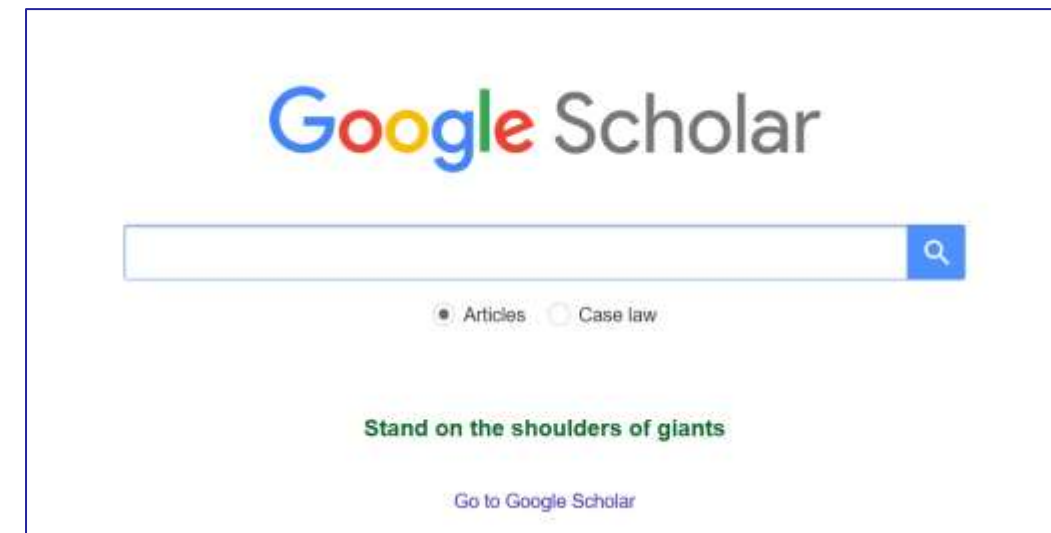 Google Scholar
Articles Case law
Stand on the shoulders of giants
Go to Google Scholar